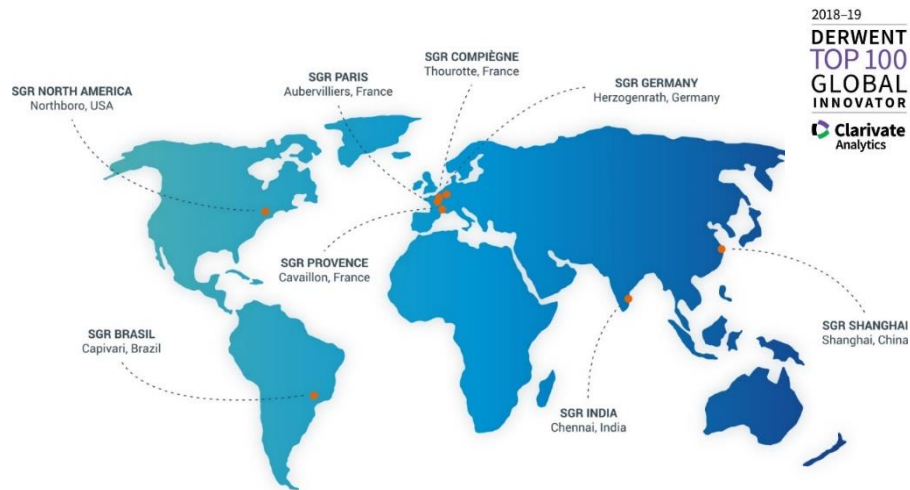 2018–19
DERWENT
TOP 100
GLOBAL
INNOVATOR
Clarivate
Analytics
SGR COMPIÈGNE
Thourotte, France
SGR PARIS
Aubervilliers, France
SGR GERMANY
Herzogenrath, Germany
SGR NORTH AMERICA
Northboro, USA
SGR PROVENCE
Cavaillon, France
SGR BRASIL
Capivari, Brazil
SGR SHANGHAI
Shanghai, China
SGR INDIA
Chennai, India